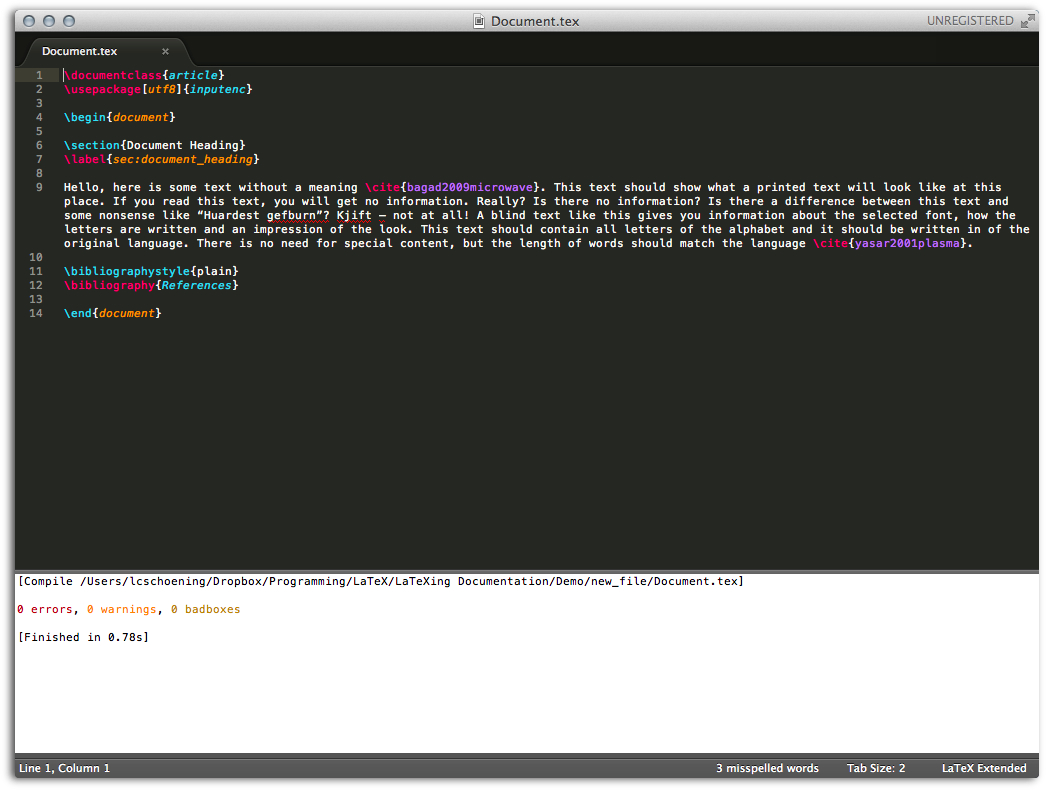 Document.tex
UNREGISTERED
Document.tex ×
1 \documentclass{article}
2 \usepackage[utf8]{inputenc}
3
4 \begin{document}
5
6 \section{Document Heading}
7 \label{sec:document_heading}
8
9 Hello, here is some text without a meaning \cite{bagad2009microwave}. This text should show what a printed text will look like at this
place. If you read this text, you will get no information. Really? Is there no information? Is there a difference between this text and
some nonsense like “Huardest gefburn”? Kjift – not at all! A blind text like this gives you information about the selected font, how the
letters are written and an impression of the look. This text should contain all letters of the alphabet and it should be written in of the
original language. There is no need for special content, but the length of words should match the language \cite{yasar2001plasma}.
10
11 \bibliographystyle{plain}
12 \bibliography{References}
13
14 \end{document}
[Compile /Users/lcschoening/Dropbox/Programming/LaTeX/LaTeXing Documentation/Demo/new_file/Document.tex]
0 errors, 0 warnings, 0 badboxes
[Finished in 0.78s]
Line 1, Column 1
3 misspelled words
Tab Size: 2
LaTeX Extended